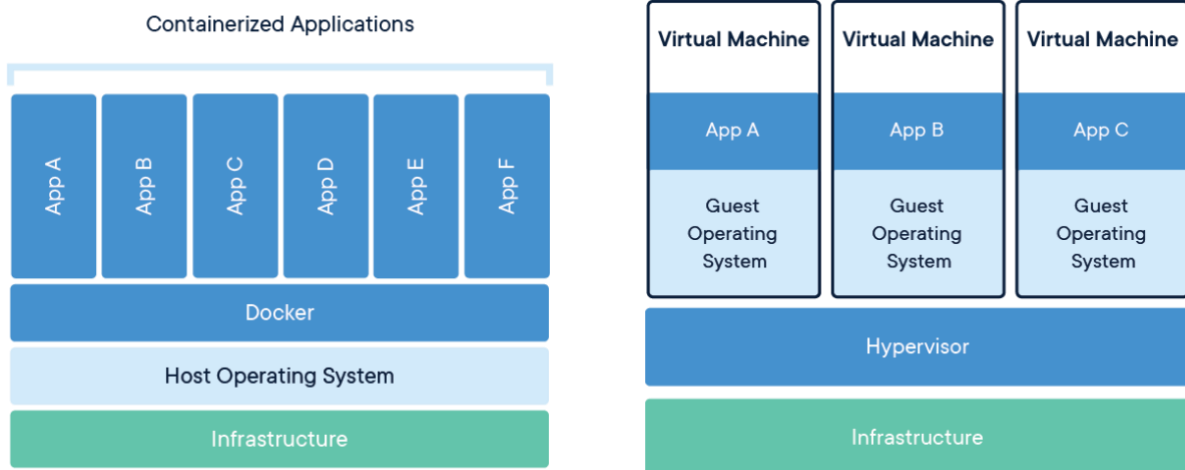 Containerized Applications
App A
App B
App C
App D
App E
App F
Docker
Host Operating System
Infrastructure
Virtual Machine
App A
Guest
Operating
System
Virtual Machine
App B
Guest
Operating
System
Virtual Machine
App C
Guest
Operating
System
Hypervisor
Infrastructure